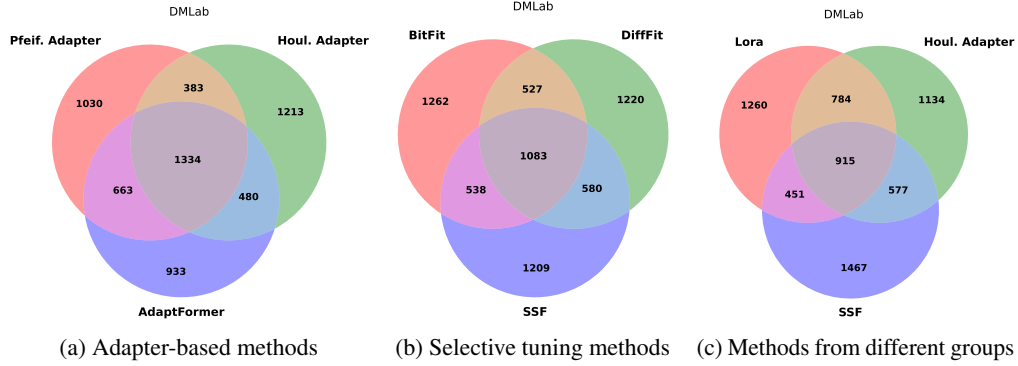 DMLab
Pfeif. Adapter
Houl. Adapter
383
1030
1213
1334
663
480
933
AdaptFormer
(a) Adapter-based methods
DMLab
BitFit
DiffFit
527
1262
1220
1083
538
580
1209
SSF
(b) Selective tuning methods
DMLab
Lora
Houl. Adapter
784
1260
1134
915
451
577
1467
SSF
(c) Methods from different groups